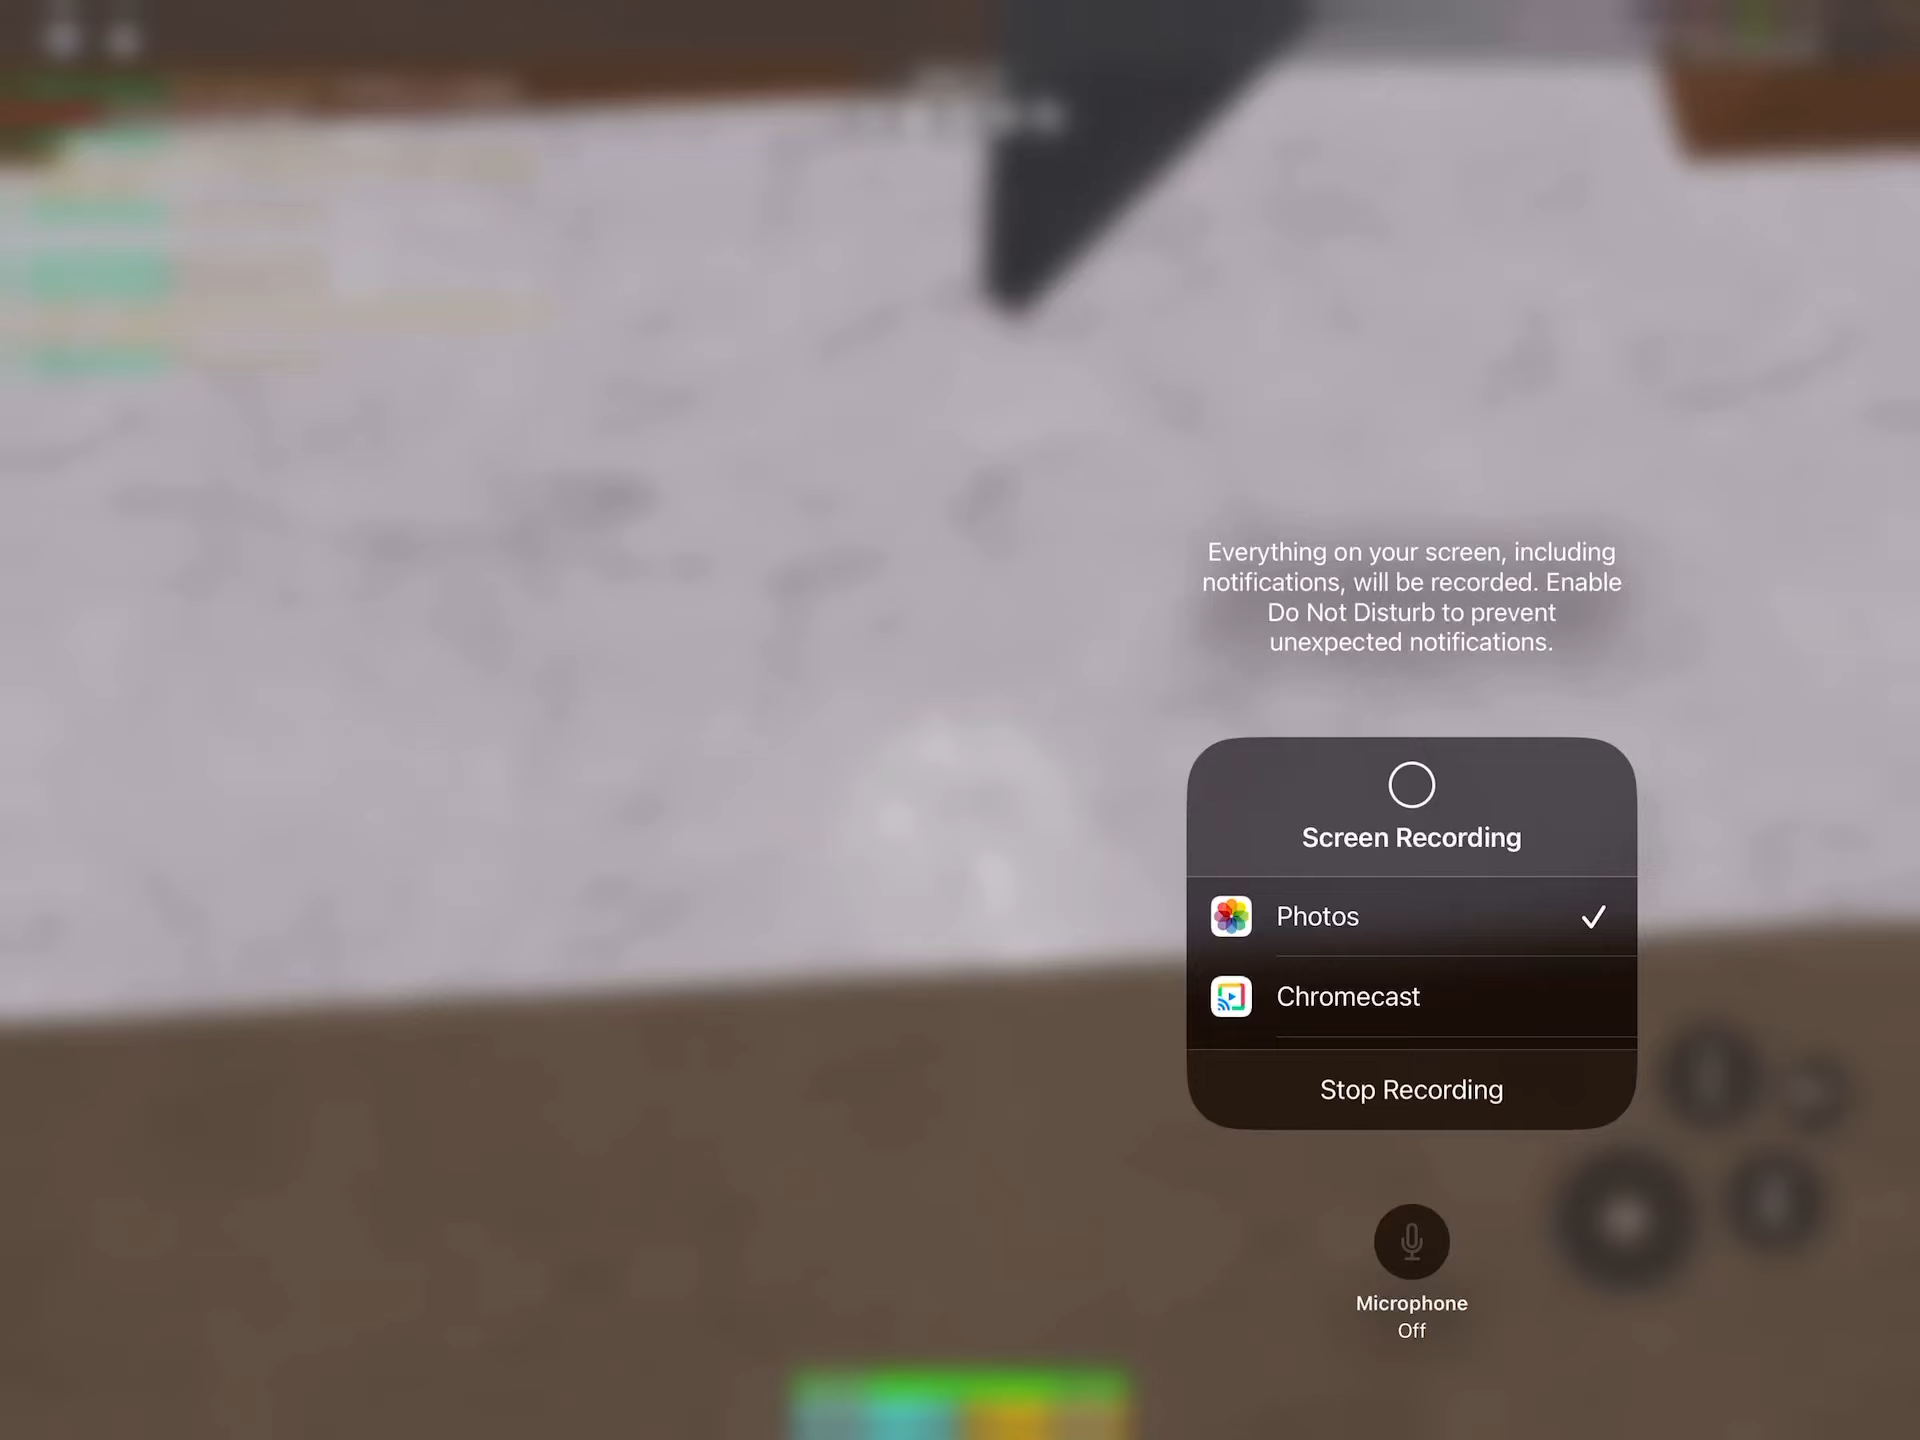 Everything on your screen, including
notifications, will be recorded. Enable
Do Not Disturb to prevent
unexpected notifications.
Screen Recording
Photos
Chromecast
Stop Recording
Microphone
Off